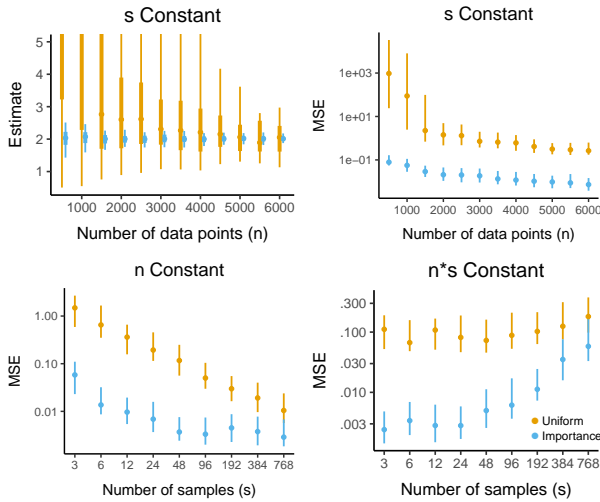 s Constant
Estimate
5
4
3
2
1
1000 2000 3000 4000 5000 6000
Number of data points (n)
s Constant
MSE
1e+03
1e+01
1e−01
1000 2000 3000 4000 5000 6000
Number of data points (n)
n Constant
MSE
1.00
0.10
0.01
3 6 12 24 48 96 192 384 768
Number of samples (s)
n*s Constant
MSE
.300
.100
.030
.010
.003
Uniform
Importance
3 6 12 24 48 96 192 384 768
Number of samples (s)